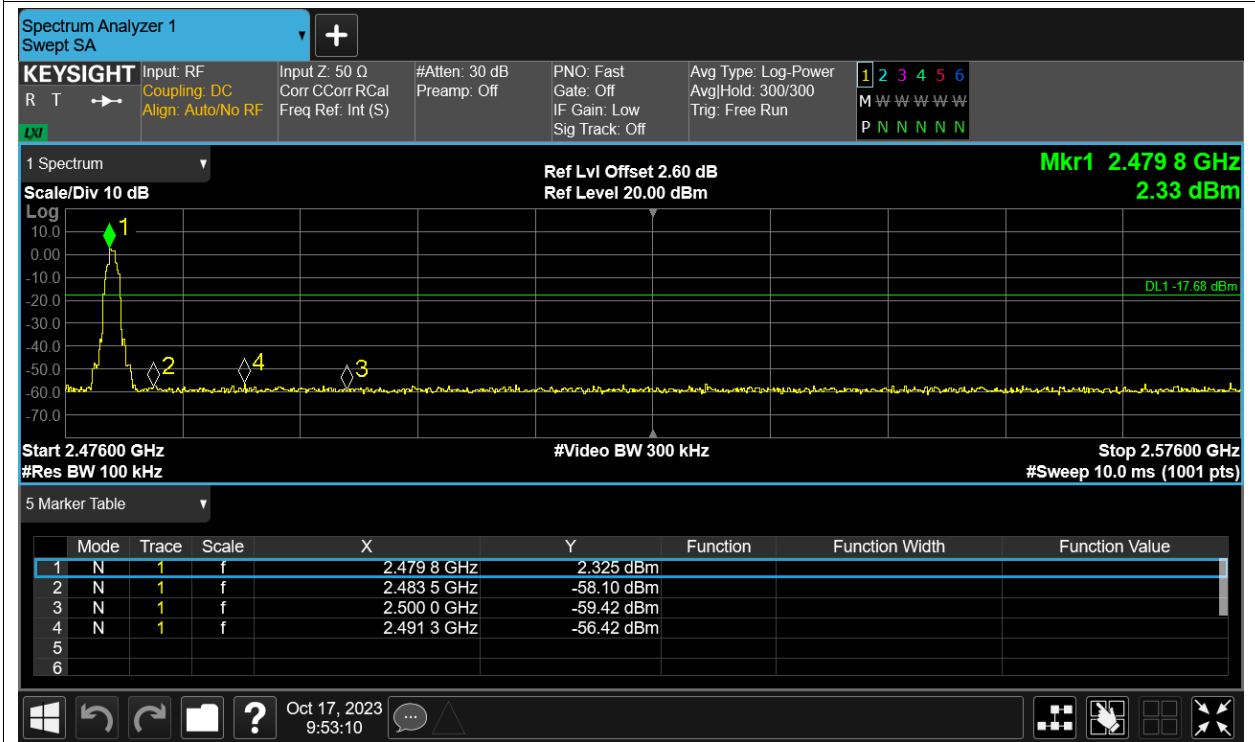 Spectrum Analyzer 1
Swept SA
+
KEYSIGHT Input: RF Input Z: 50 Ω #Atten: 30 dB PNO: Fast Avg Type: Log-Power 1 2 3 4 5 6
R T Coupling: DC Corr CCorr RCal Preamp: Off Gate: Off Avg|Hold: 300/300 M W W W W W
Align: Auto/No RF Freq Ref: Int (S) IF Gain: Low Trig: Free Run
LXI Sig Track: Off P N N N N N
1 Spectrum Ref Lvl Offset 2.60 dB Mkr1 2.479 8 GHz
Scale/Div 10 dB Ref Level 20.00 dBm 2.33 dBm
Log
1
10.0
0.00
-10.0
DL1 -17.68 dBm
-20.0
-30.0
-40.0
2 4 3
-50.0
-60.0
-70.0
Start 2.47600 GHz #Video BW 300 kHz Stop 2.57600 GHz
#Res BW 100 kHz #Sweep 10.0 ms (1001 pts)
5 Marker Table
Mode Trace Scale X Y Function Function Width Function Value
1 N 1 f 2.479 8 GHz 2.325 dBm
2 N 1 f 2.483 5 GHz -58.10 dBm
3 N 1 f 2.500 0 GHz -59.42 dBm
4 N 1 f 2.491 3 GHz -56.42 dBm
5
6
? Oct 17, 2023
9:53:10